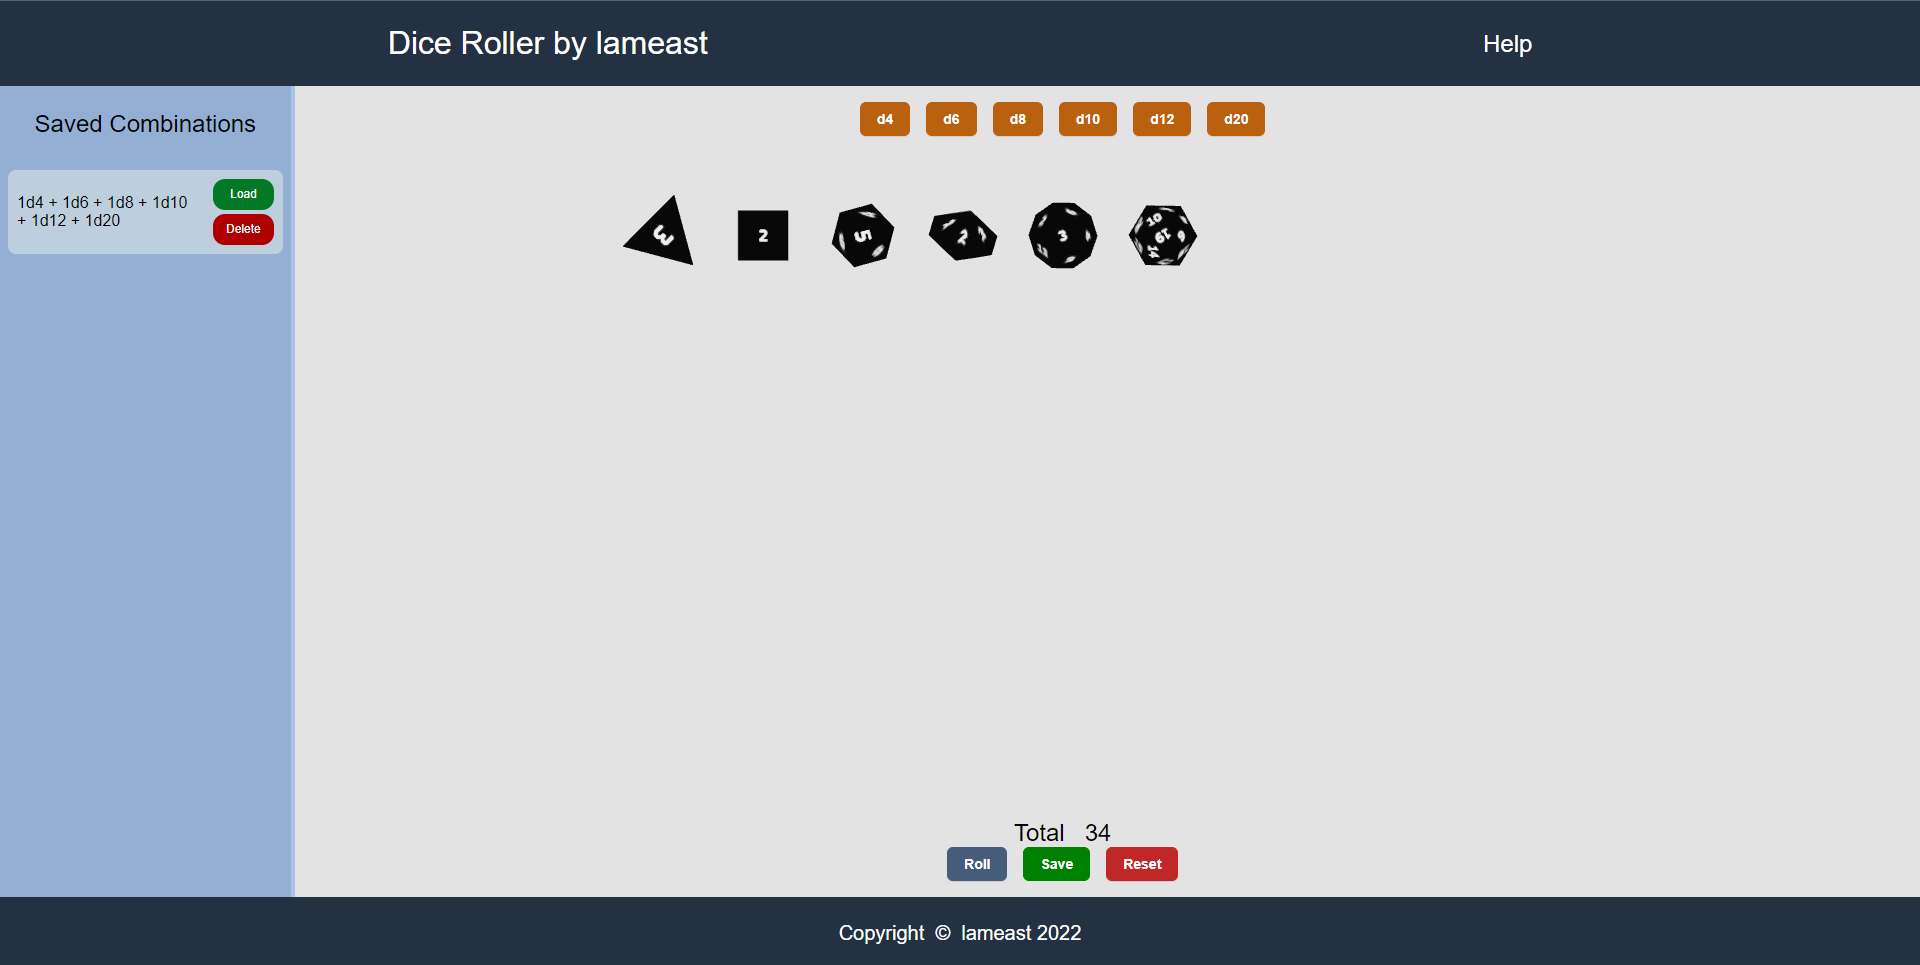 Dice Roller by lameast
Help
Saved Combinations
1d4 + 1d6 + 1d8 + 1d10
+ 1d12 + 1d20
Load
Delete
d4
d6
d8
d10
d12
d20
3
2
5
2
3
10
19
14
Total 34
Roll
Save
Reset
Copyright © lameast 2022